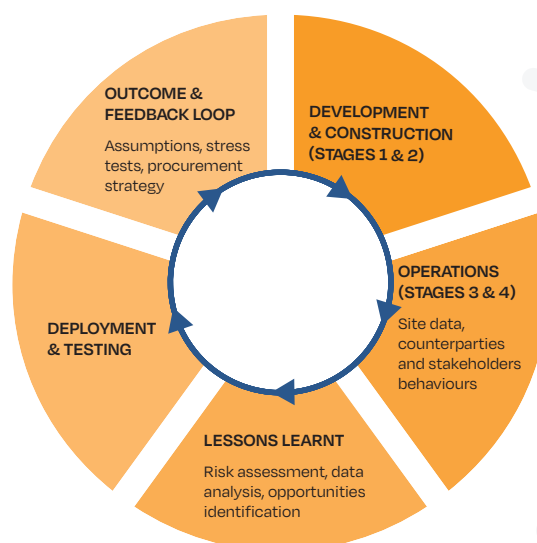 OUTCOME &
FEEDBACK LOOP
Assumptions, stress
tests, procurement
strategy
DEVELOPMENT
& CONSTRUCTION
(STAGES 1 & 2)
OPERATIONS
(STAGES 3 & 4)
Site data,
counterparties
and stakeholders
behaviours
LESSONS LEARNT
Risk assessment, data
analysis, opportunities
identification
DEPLOYMENT
& TESTING